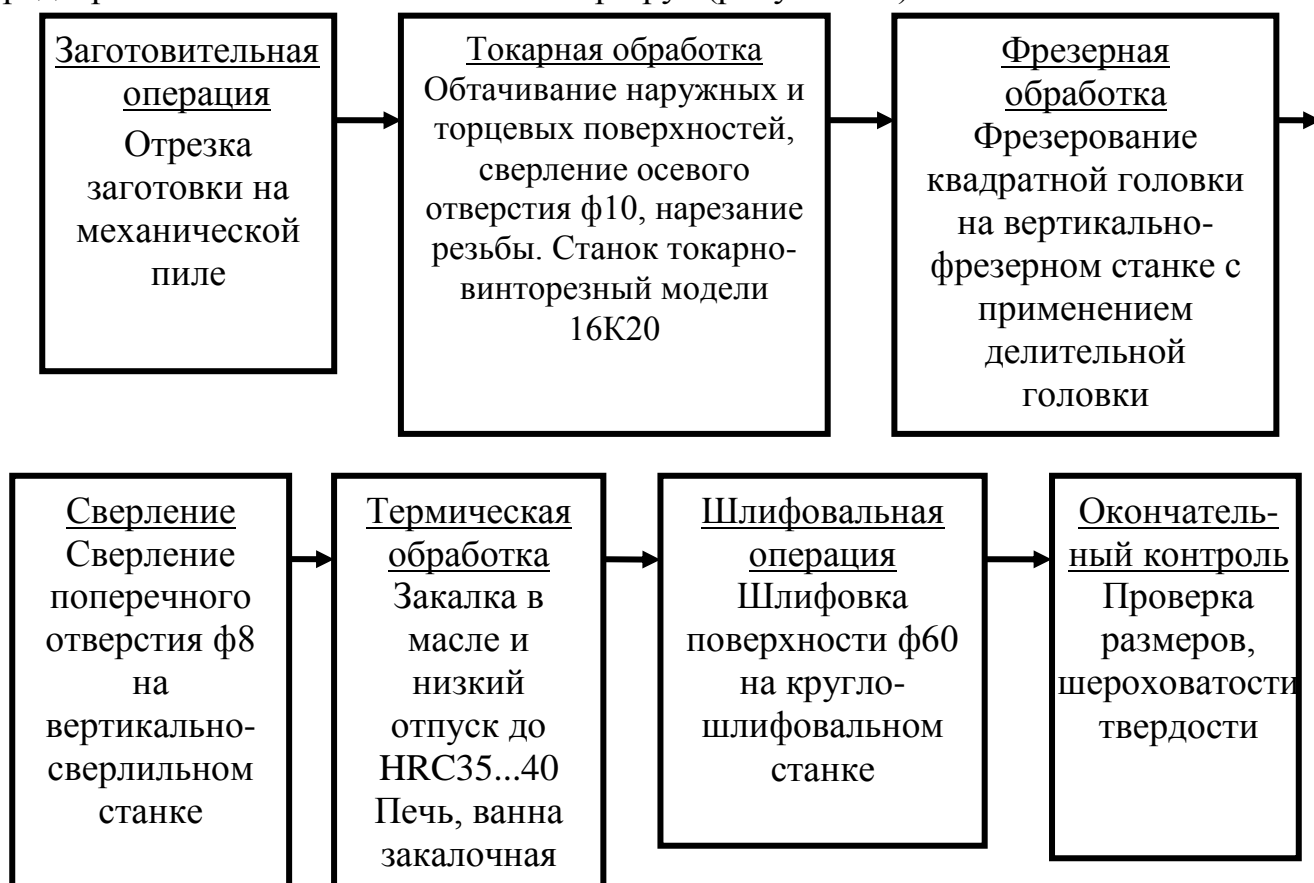 Заготовительная
операция
Отрезка
заготовки на
механической
пиле
Токарная обработка
Обтачивание наружных и
торцевых поверхностей,
сверление осевого
отверстия ф10, нарезание
резьбы. Станок токарно-
винторезный модели
16К20
Фрезерная
обработка
Фрезерование
квадратной головки
на вертикально-
фрезерном станке с
применением
делительной
головки
Сверление
Сверление
поперечного
отверстия ф8
на
вертикально-
сверлильном
станке
Термическая
обработка
Закалка в
масле и
низкий
отпуск до
HRC35...40
Печь, ванна
закалочная
Шлифовальная
операция
Шлифовка
поверхности ф60
на кругло-
шлифовальном
станке
Окончатель-
ный контроль
Проверка
размеров,
шероховатости
твердости